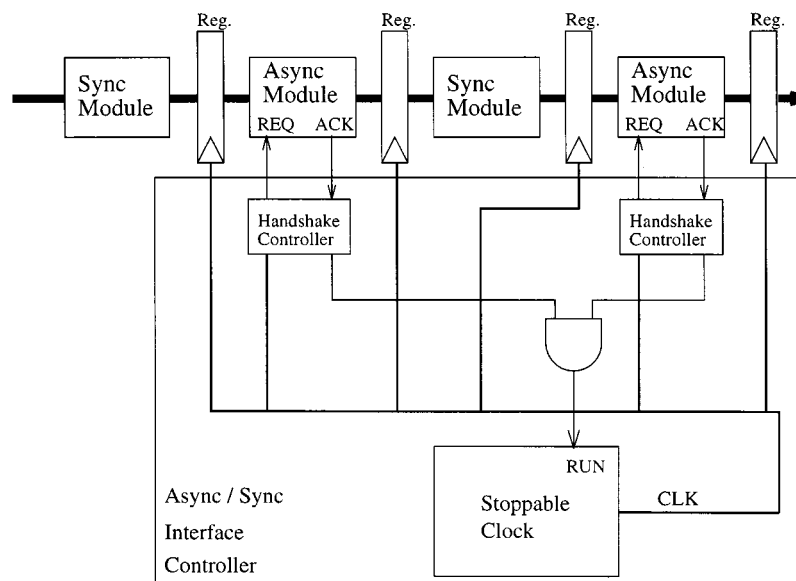 Reg.
Reg.
Reg.
Reg.
Sync
Module
Async
Module
REQ ACK
Sync
Module
Async
Module
REQ ACK
Handshake
Controller
Handshake
Controller
RUN
Stoppable
Clock
CLK
Async / Sync
Interface
Controller